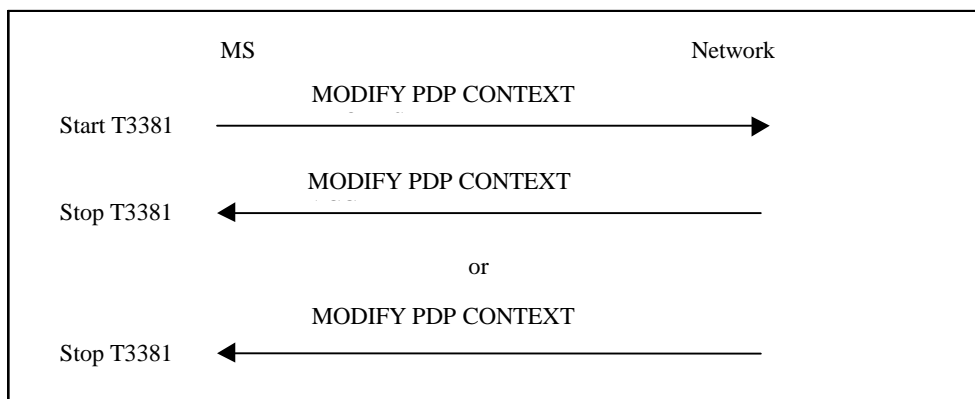 MS Network
MODIFY PDP CONTEXT
Start T3381
MODIFY PDP CONTEXT
Stop T3381
or
MODIFY PDP CONTEXT
Stop T3381